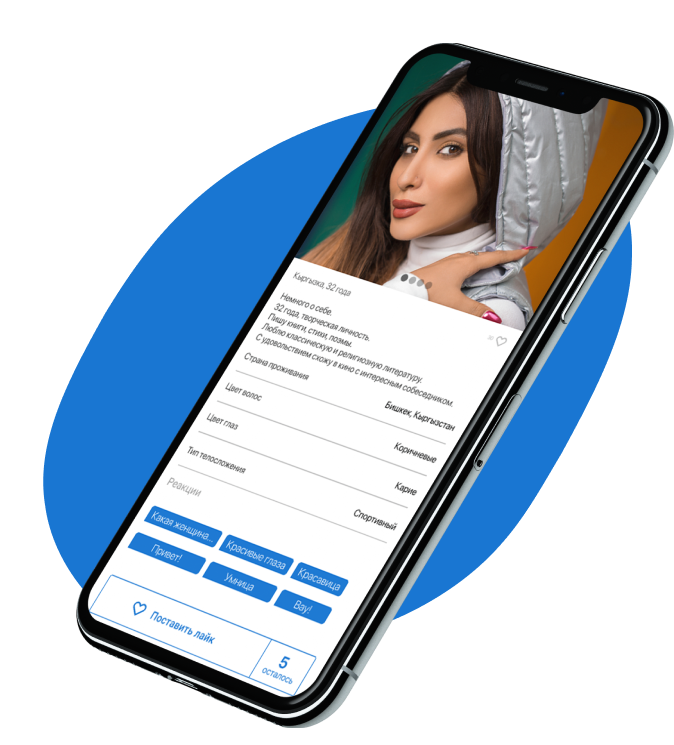 Кыргызка, 32 года
Немного о себе.
32 года, творческая личность.
Пишу книги, стихи, поэмы.
Люблю классическую и религиозную литературу.
С удовольствием схожу в кино с интересным собеседником.
Страна проживания
Бишкек, Кыргызстан
Цвет волос
Коричневые
Цвет глаз
Карие
Тип телосложения
Спортивный
Реакции
Какая женщина...
Красивые глаза
Красавица
Привет!
Умница
Вау!
Поставить лайк
5
осталось